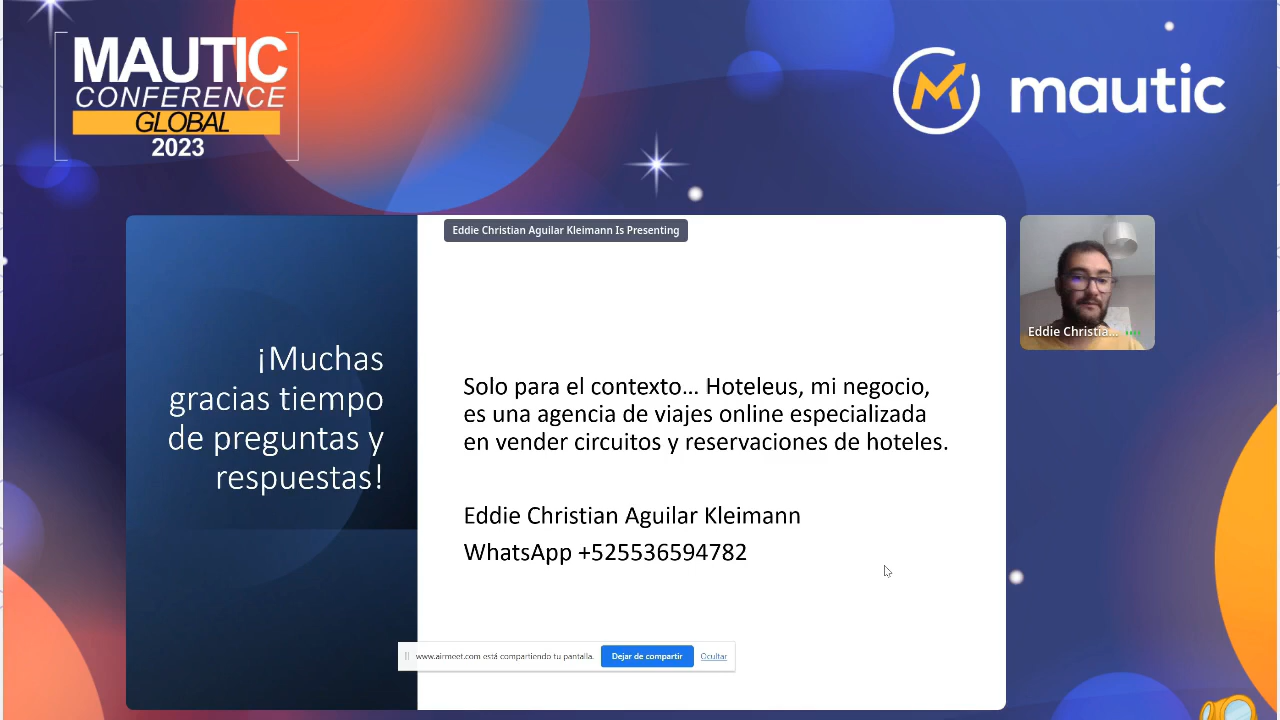 MAUTIC
CONFERENCE
GLOBAL
2023
mautic
Eddie Christian Aguilar Kleimann Is Presenting
¡Muchas
gracias tiempo
de preguntas y
respuestas!
Solo para el contexto... Hoteleus, mi negocio,
es una agencia de viajes online especializada
en vender circuitos y reservaciones de hoteles.
Eddie Christian Aguilar Kleimann
WhatsApp +525536594782
Eddie Christia...
www.airmeet.com está compartiendo tu pantalla.
Dejar de compartir
Ocultar